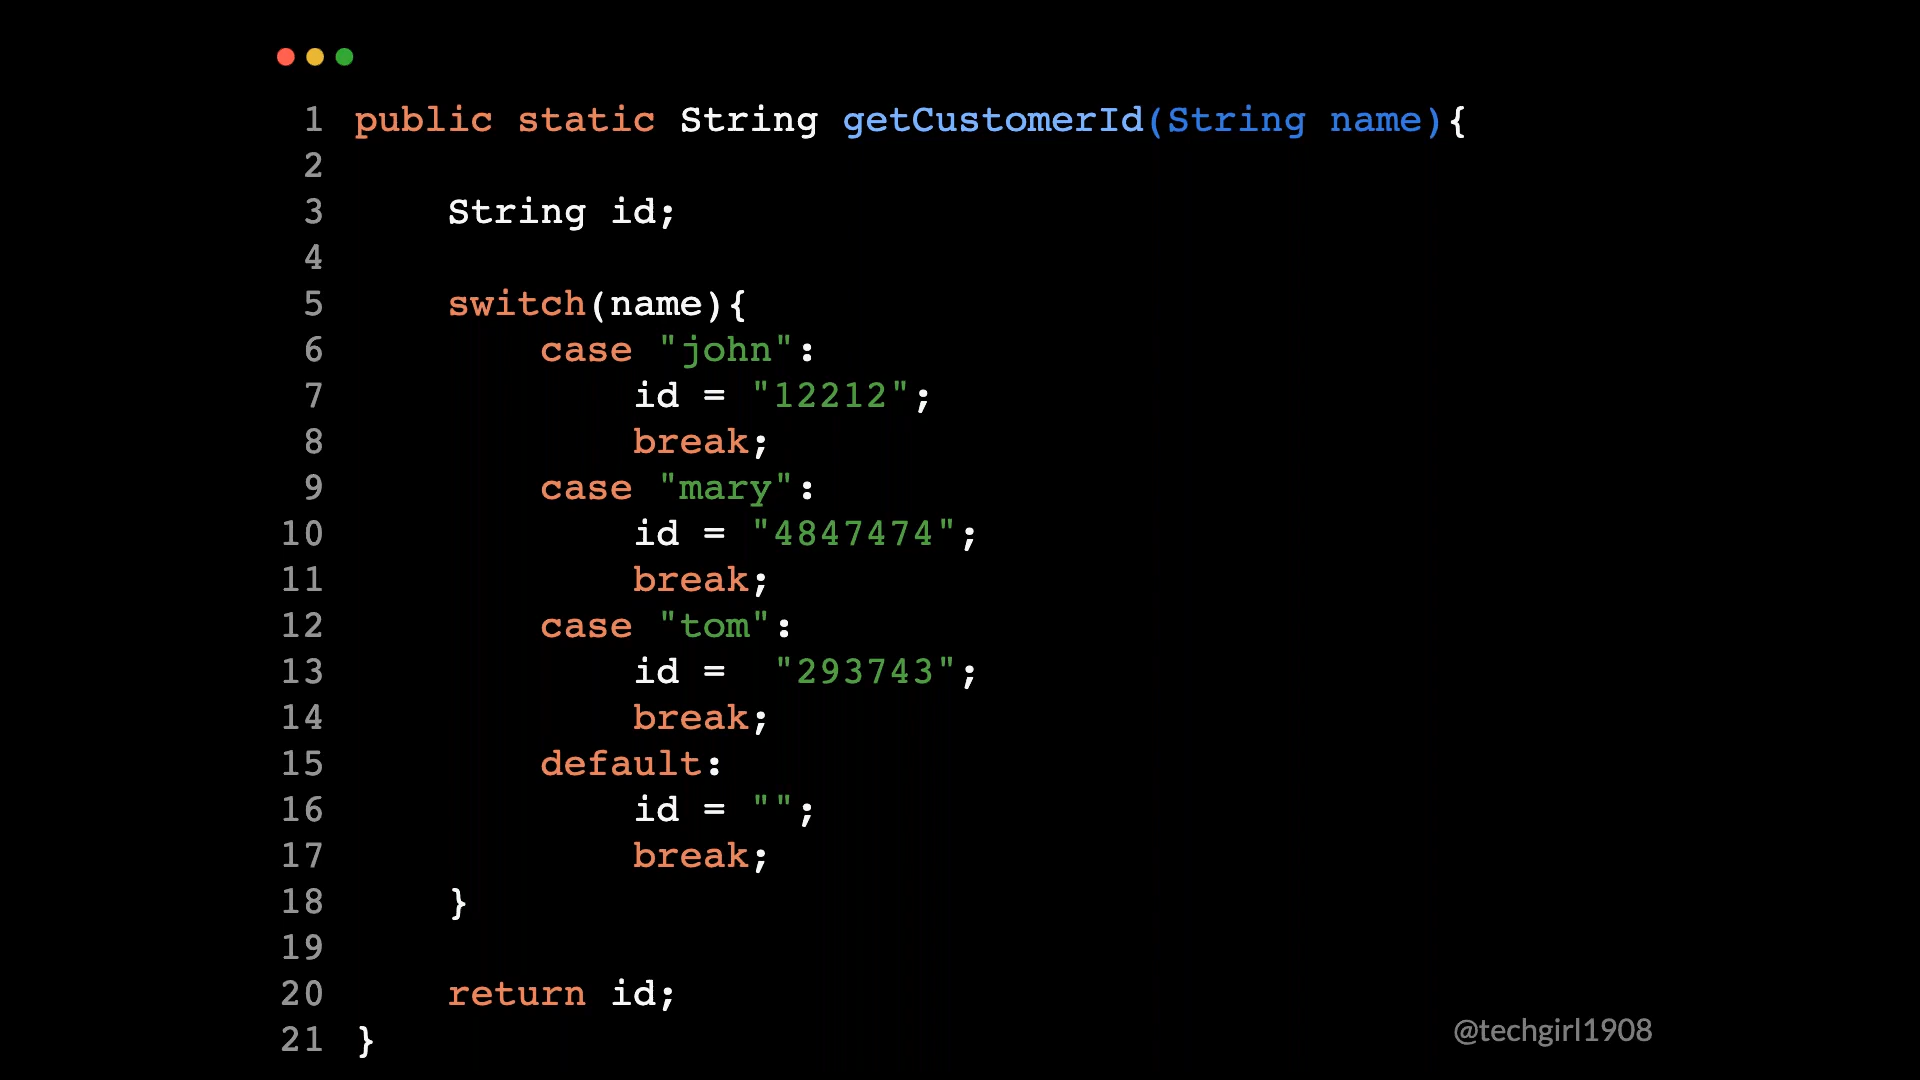 1 public static String getCustomerId(String name){
2
3     String id;
4
5     switch(name){
6         case "john":
7             id = "12212";
8             break;
9         case "mary":
10             id = "4847474";
11             break;
12         case "tom":
13             id =  "293743";
14             break;
15         default:
16             id = "";
17             break;
18     }
19
20     return id;
21 }
@techgirl1908